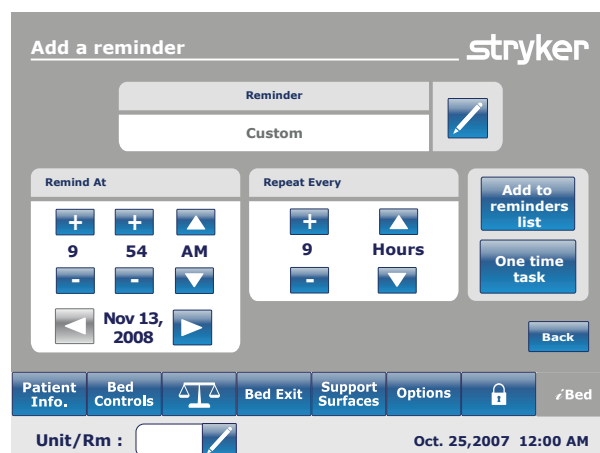 Add a reminder
stryker
Reminder
Custom
Remind At
Repeat Every
Add to
reminders
list
+ +
+
9 54 AM
9 Hours
One time
task
- -
-
Nov 13,
2008
Back
Patient
Info.
Bed
Controls
Bed Exit
Support
Surfaces
Options
iBed
Unit/Rm :
Oct. 25,2007 12:00 AM